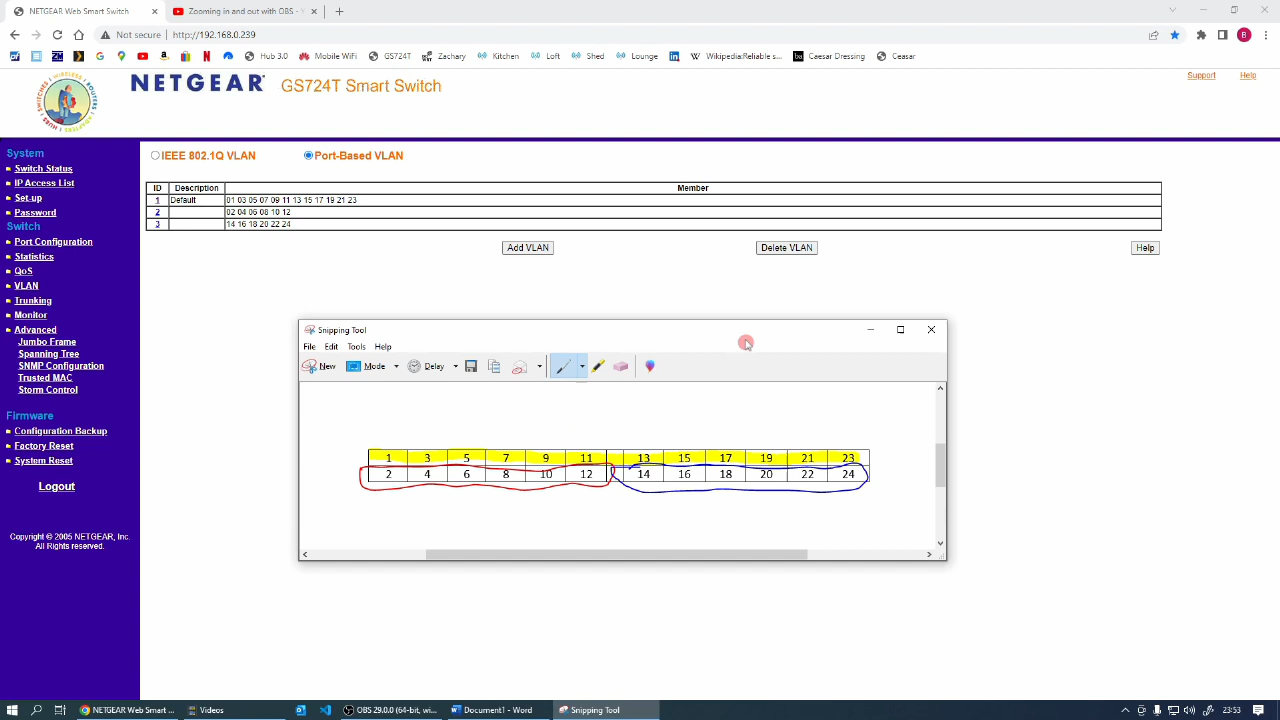 NETGEAR Web Smart Switch
Zooming in and out with OBS - Y
Not secure
http://192.168.0.239
Hub 3.0
Mobile WiFi
GS724T
Zachary
Kitchen
Loft
Shed
Lounge
Wikipedia:Reliable s...
Caesar Dressing
Geasar
NETGEAR
GS724T Smart Switch
Support
Help
System
Switch Status
IP Access List
Set-up
Password
Switch
Port Configuration
Statistics
QoS
VLAN
Trunking
Monitor
Advanced
Jumbo Frame
Spanning Tree
SNMP Configuration
Trusted MAC
Storm Control
Firmware
Configuration Backup
Factory Reset
System Reset
Logout
Copyright © 2005 NETGEAR, Inc.
All Rights reserved.
IEEE 802.1Q VLAN
Port-Based VLAN
ID Description Member
1 Default 01 03 05 07 09 11 13 15 17 19 21 23
2 02 04 06 08 10 12
3 14 16 18 20 22 24
Add VLAN
Delete VLAN
Help
Snipping Tool
File Edit Tools Help
New Mode Delay
1 3 5 7 9 11 13 15 17 19 21 23
2 4 6 8 10 12 14 16 18 20 22 24
NETGEAR Web Smart ...
Videos
OBS 29.0.0 (64-bit, wi...
Document1 - Word
Snipping Tool
23:53